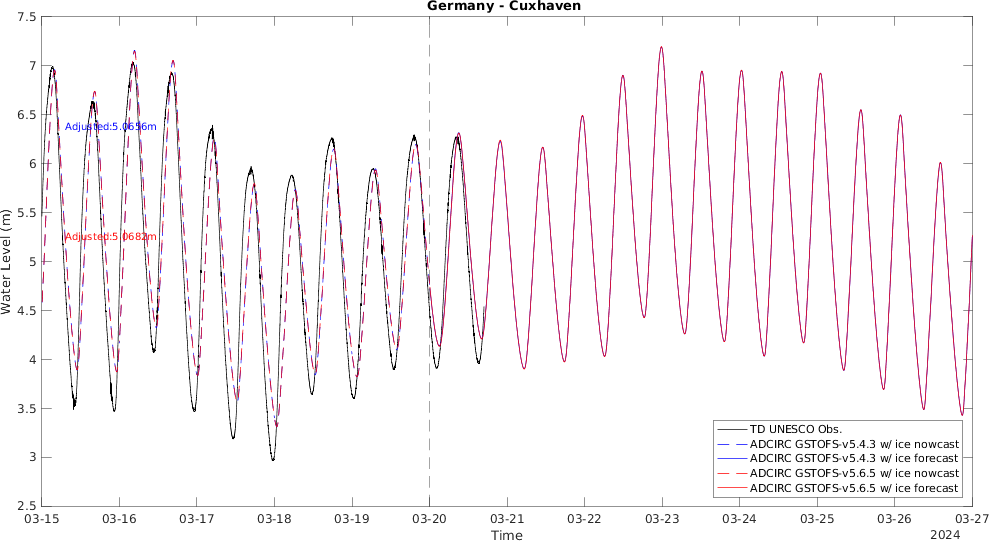 Germany - Cuxhaven
7.5
7
6.5
6
5.5
5
4.5
4
3.5
3
2.5
Water Level (m)
Adjusted:5.0656m
Adjusted:5.0682m
TD UNESCO Obs.
ADCIRC GSTOFS-v5.4.3 w/ ice nowcast
ADCIRC GSTOFS-v5.4.3 w/ ice forecast
ADCIRC GSTOFS-v5.6.5 w/ ice nowcast
ADCIRC GSTOFS-v5.6.5 w/ ice forecast
03-15 03-16 03-17 03-18 03-19 03-20 03-21 03-22 03-23 03-24 03-25 03-26 03-27
Time
2024